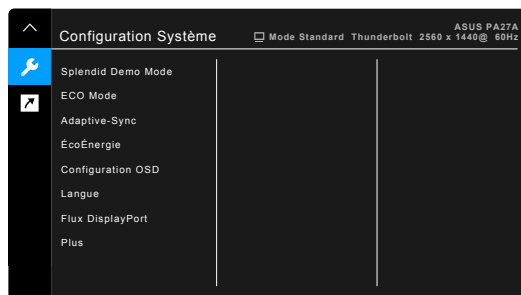 ASUS PA27A
Configuration Système
Mode Standard Thunderbolt 2560 x 1440@ 60Hz
Splendid Demo Mode
ECO Mode
Adaptive-Sync
ÉcoÉnergie
Configuration OSD
Langue
Flux DisplayPort
Plus